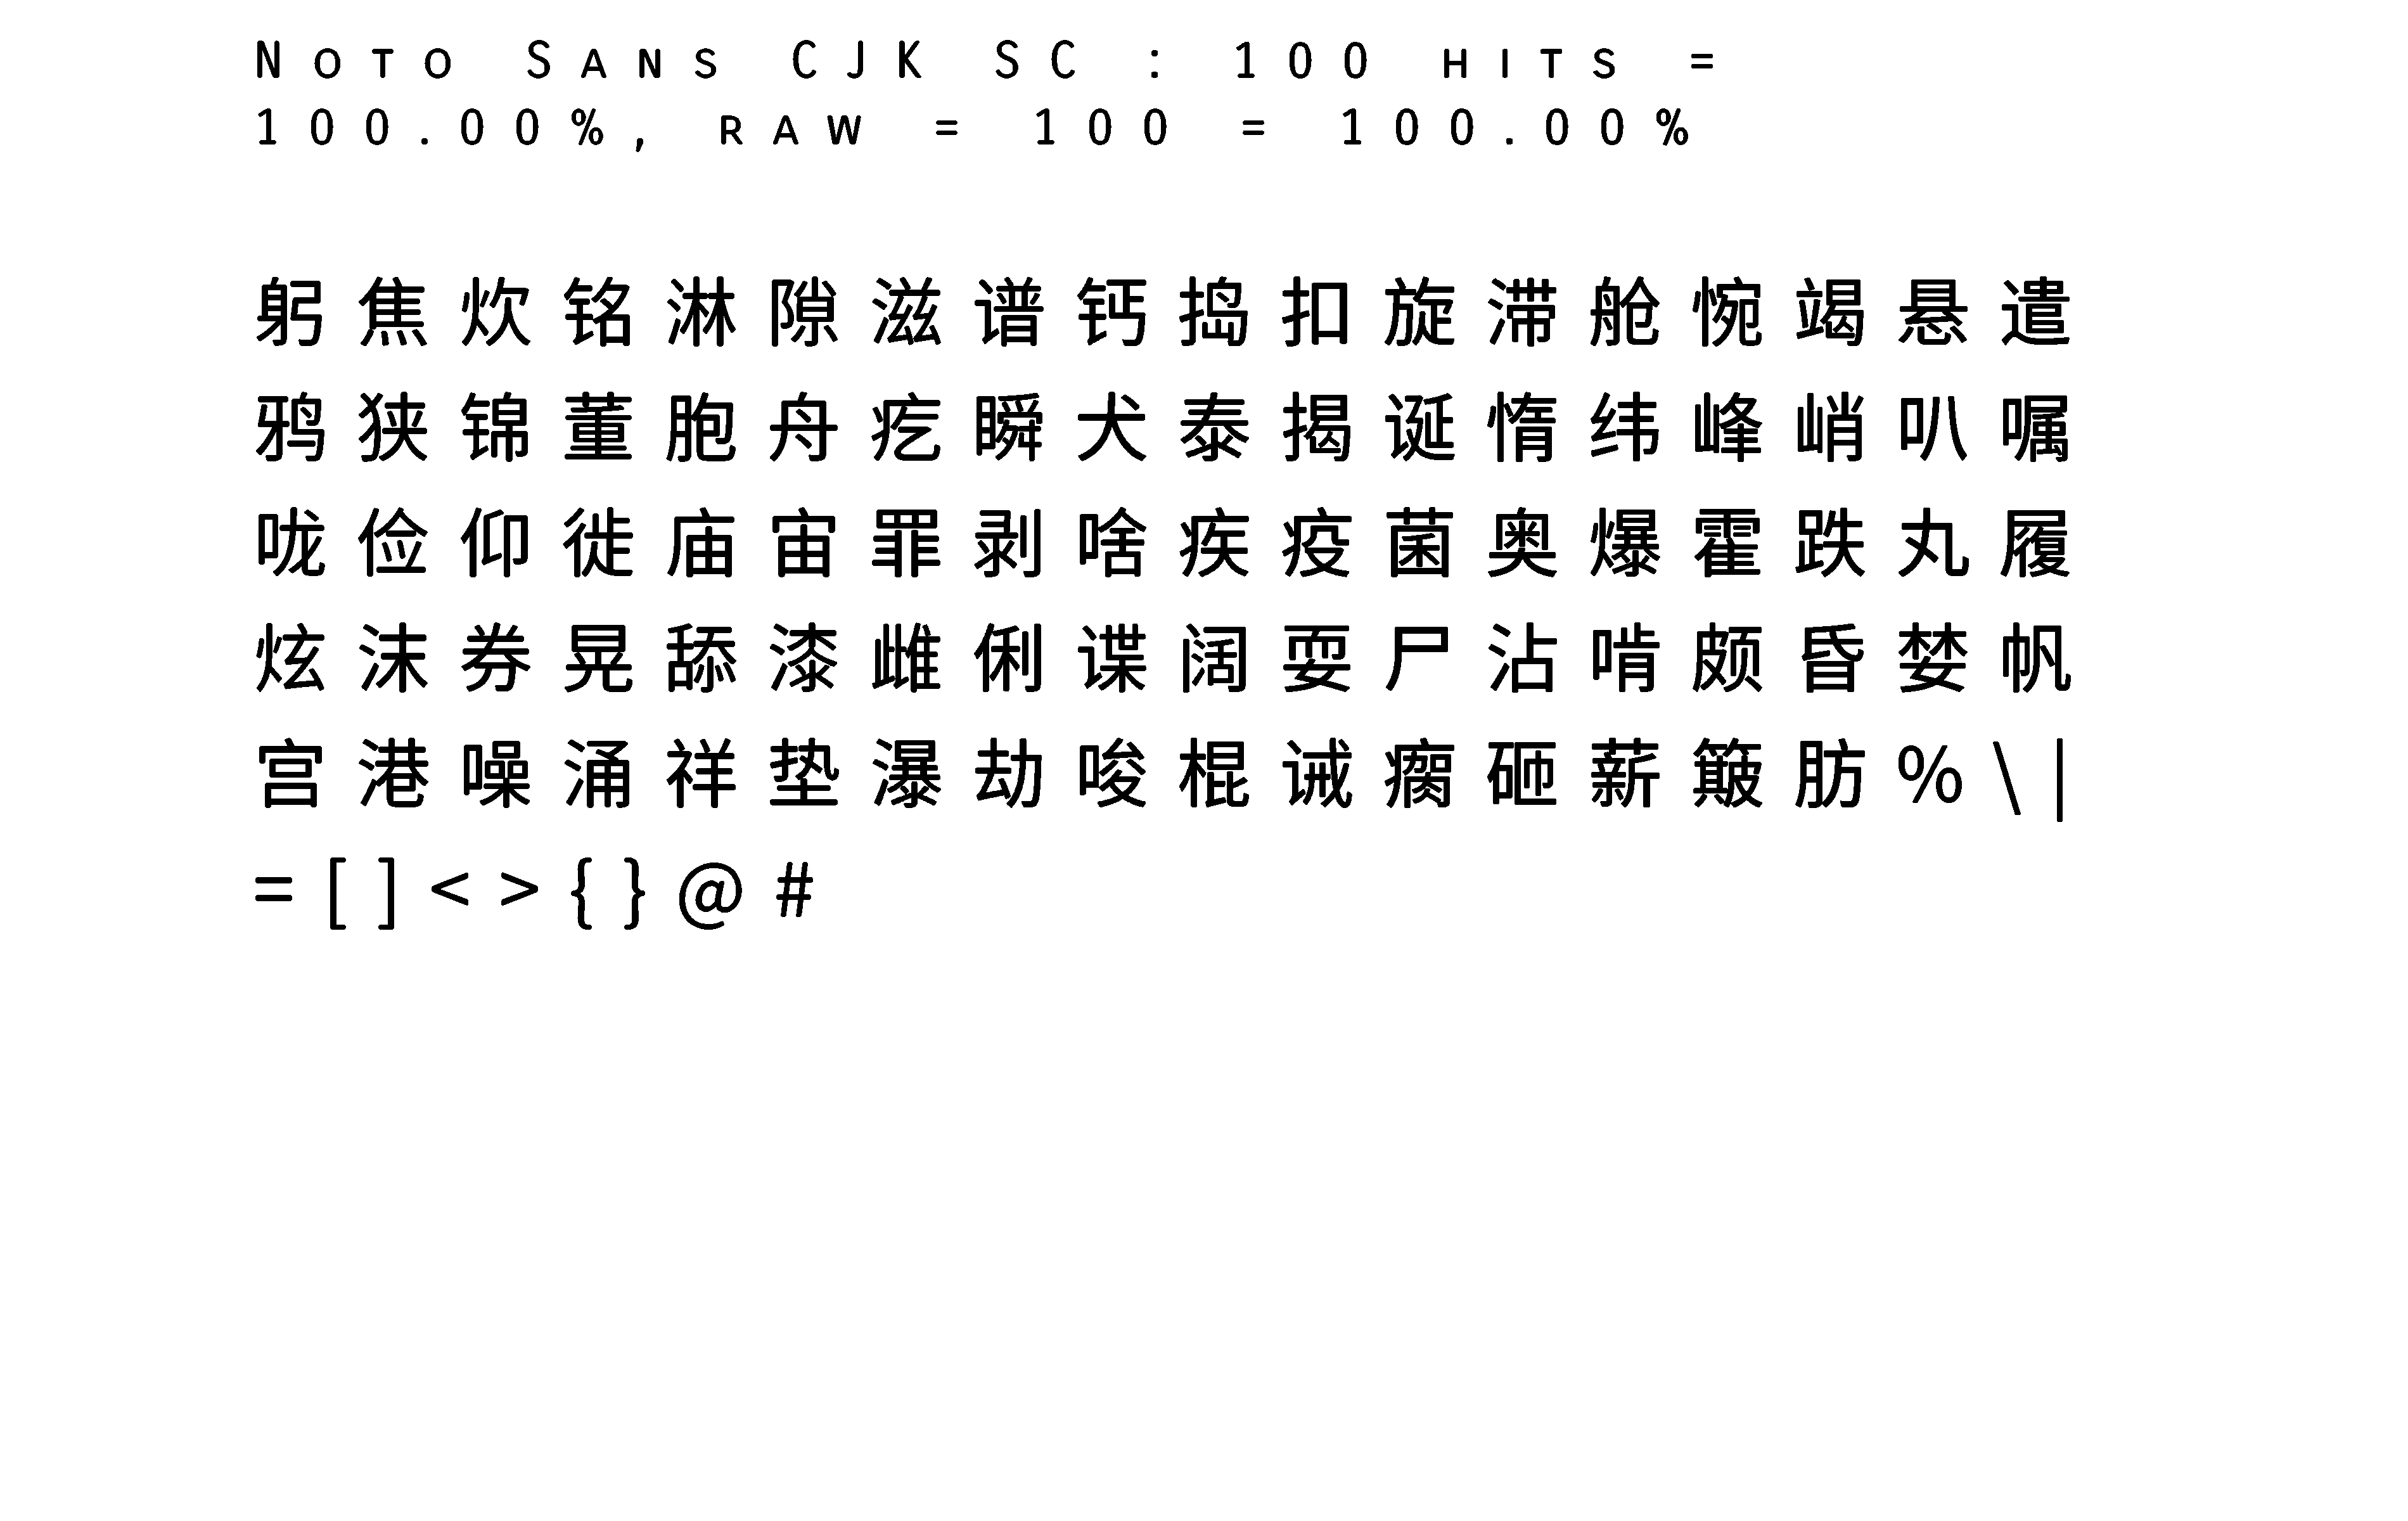 Noto Sans CJK SC : 100 hits =
100.00%, raw = 100 = 100.00%
躬焦炊铭淋隙滋谱钙捣扣旋滞舱惋竭悬遣
鸦狭锦董胞舟疙瞬犬泰揭诞惰纬峰峭叭嘱
咙俭仰徙庙宙罪剥啥疾疫菌奥爆霍跌丸履
炫沫券晃舔漆雌俐谍阔耍尸沾啃颇昏婪帆
宫港噪涌祥垫瀑劫唆棍诫瘸砸薪簸肪%\|
=[]<>{}@#